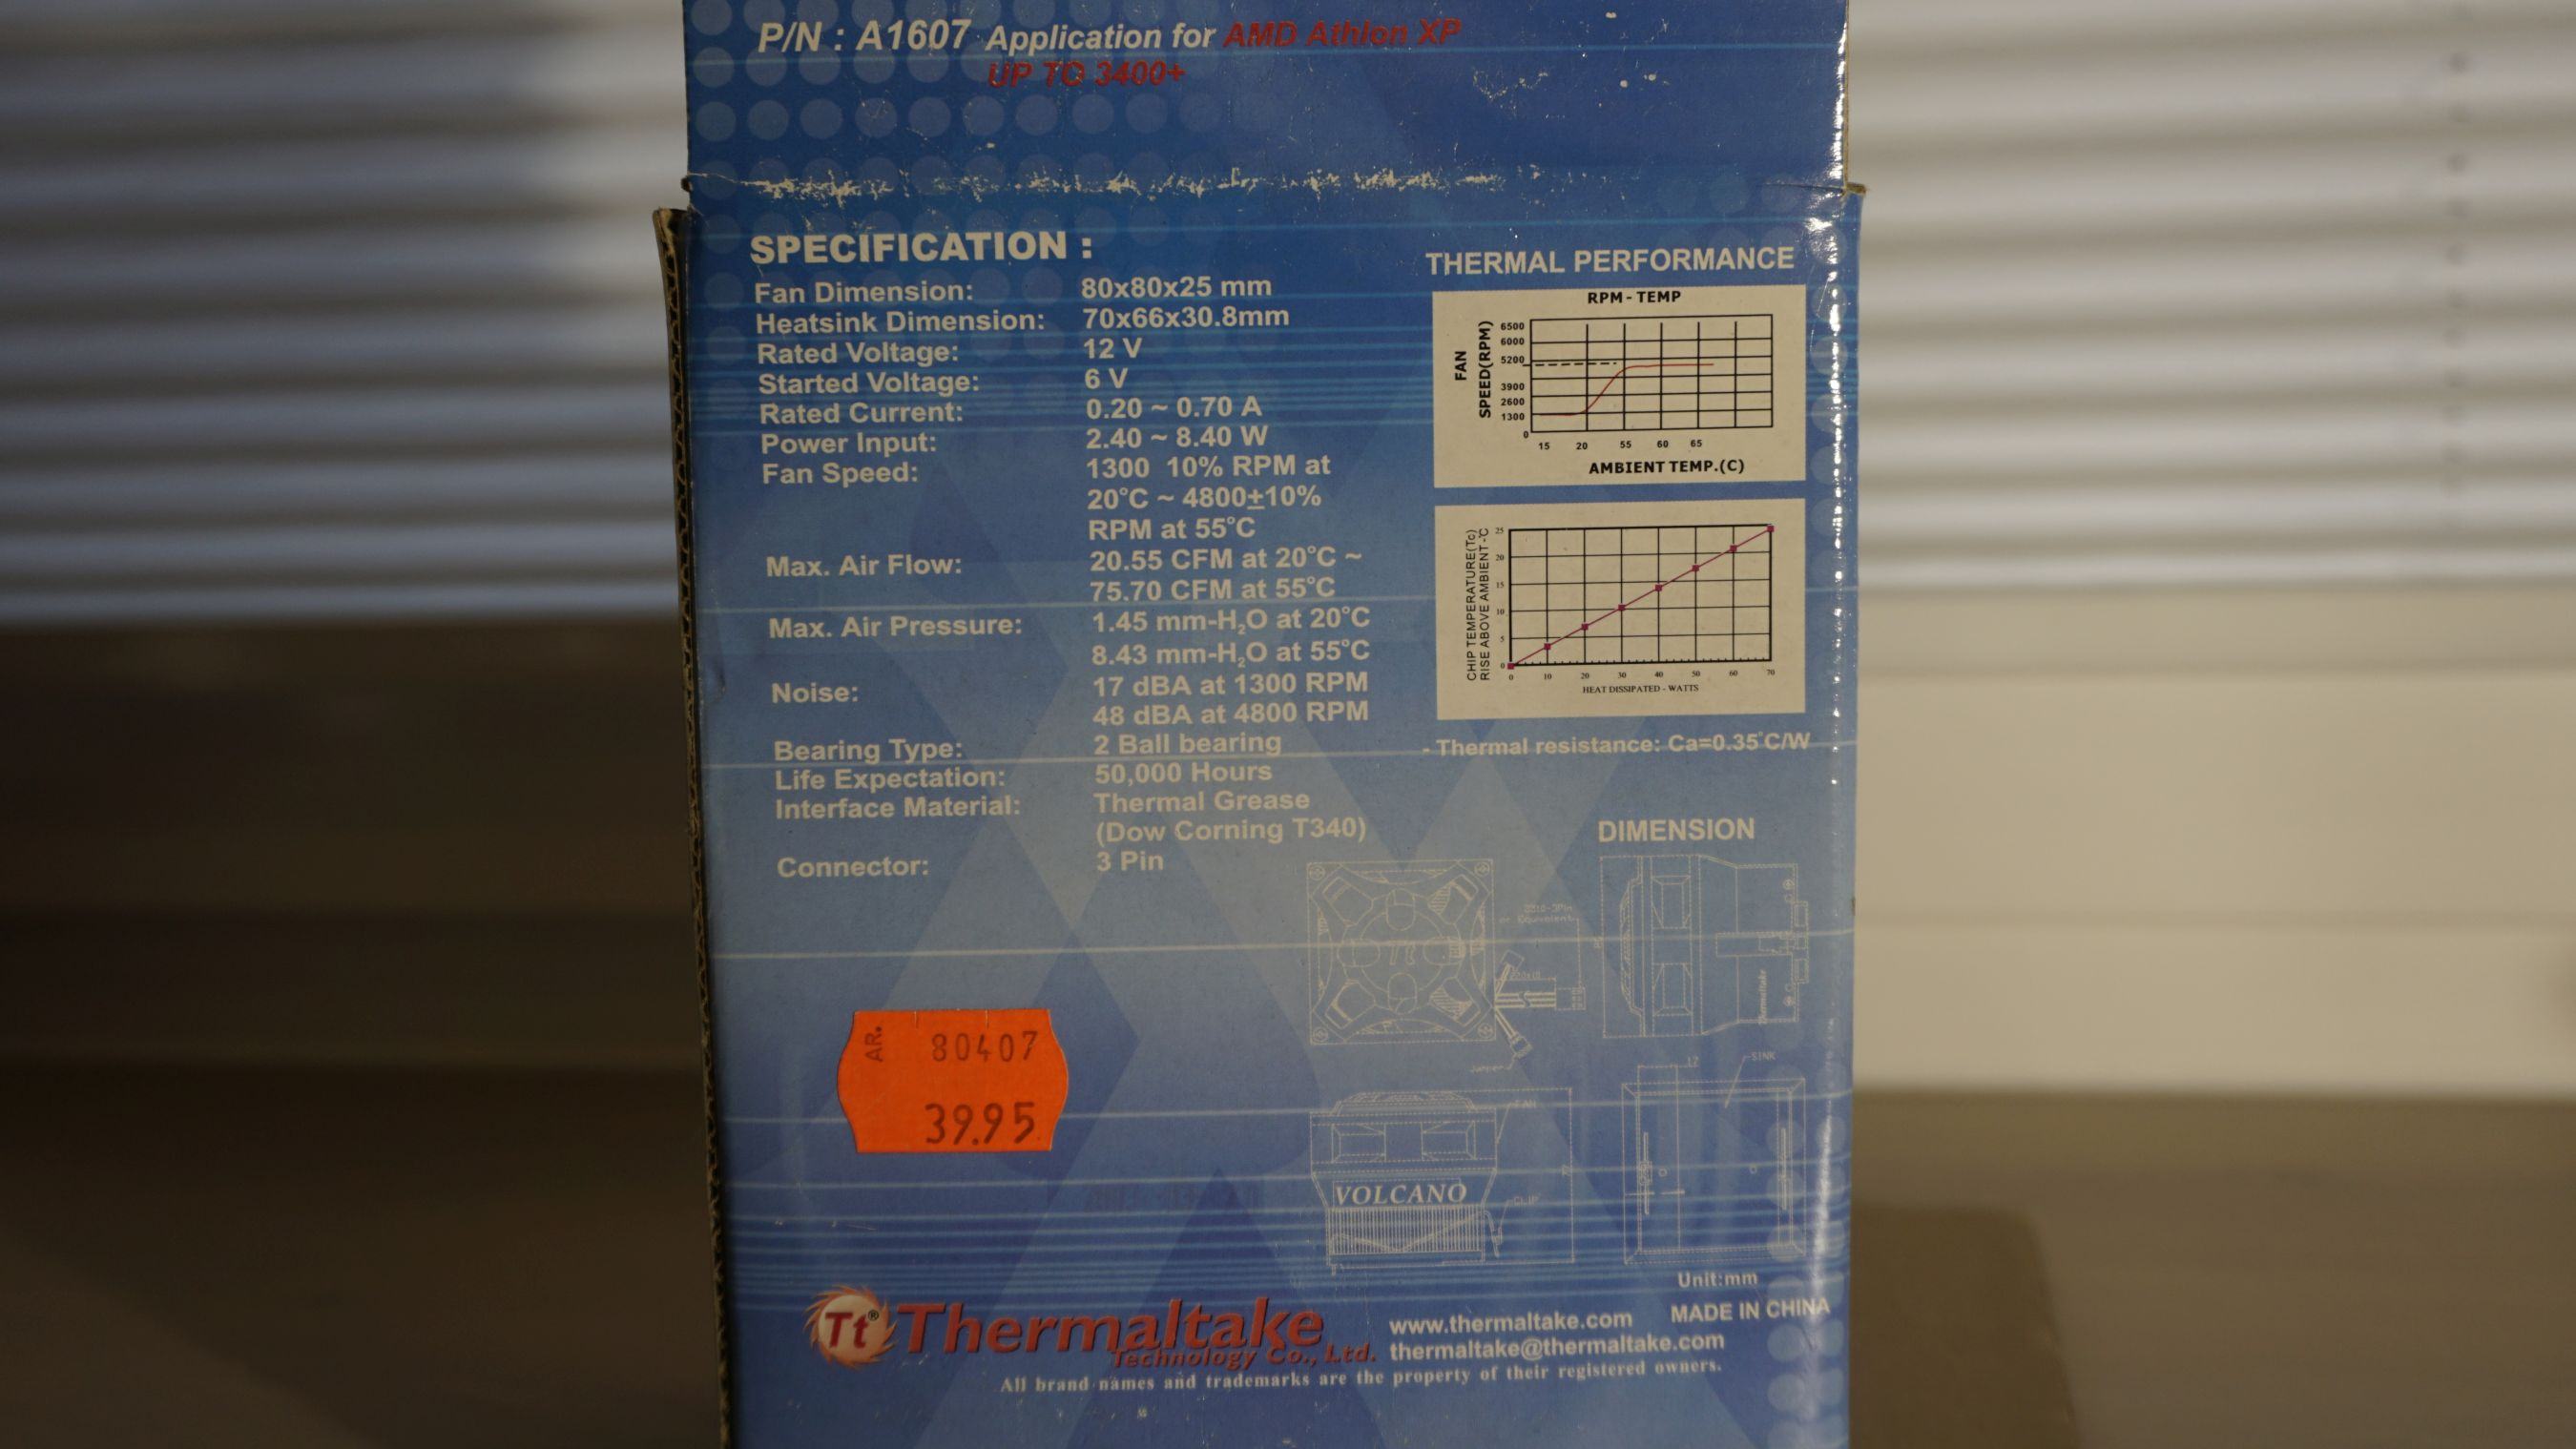 P/N : A1607 Application for AMD Athlon XP
UP TO 3400+
SPECIFICATION :
Fan Dimension: 80x80x25 mm
Heatsink Dimension: 70x66x30.8mm
Rated Voltage: 12 V
Started Voltage: 6 V
Rated Current: 0.20 ~ 0.70 A
Power Input: 2.40 ~ 8.40 W
Fan Speed: 1300 10% RPM at
20°C ~ 4800±10%
RPM at 55°C
Max. Air Flow: 20.55 CFM at 20°C ~
75.70 CFM at 55°C
Max. Air Pressure: 1.45 mm-H₂O at 20°C
8.43 mm-H₂O at 55°C
Noise: 17 dBA at 1300 RPM
48 dBA at 4800 RPM
Bearing Type: 2 Ball bearing
Life Expectation: 50,000 Hours
Interface Material: Thermal Grease
(Dow Corning T340)
Connector: 3 Pin
THERMAL PERFORMANCE
RPM - TEMP
FAN
SPEED(RPM)
6500
6000
5200
3900
2600
1300
0
15 20 55 60 65
AMBIENT TEMP.(C)
CHIP TEMPERATURE(Tc)
RISE ABOVE AMBIENT -°C
25
20
15
10
5
0
0 10 20 30 40 50 60 70
HEAT DISSIPATED - WATTS
- Thermal resistance: Ca=0.35°C/W
DIMENSION
or Equivalent
Thermaltake
12
SINK
FAN
VOLCANO
CLIP
Unit:mm
AR. 80407
39.95
Tt® Thermaltake
Technology Co., Ltd.
www.thermaltake.com MADE IN CHINA
thermaltake@thermaltake.com
All brand names and trademarks are the property of their registered owners.